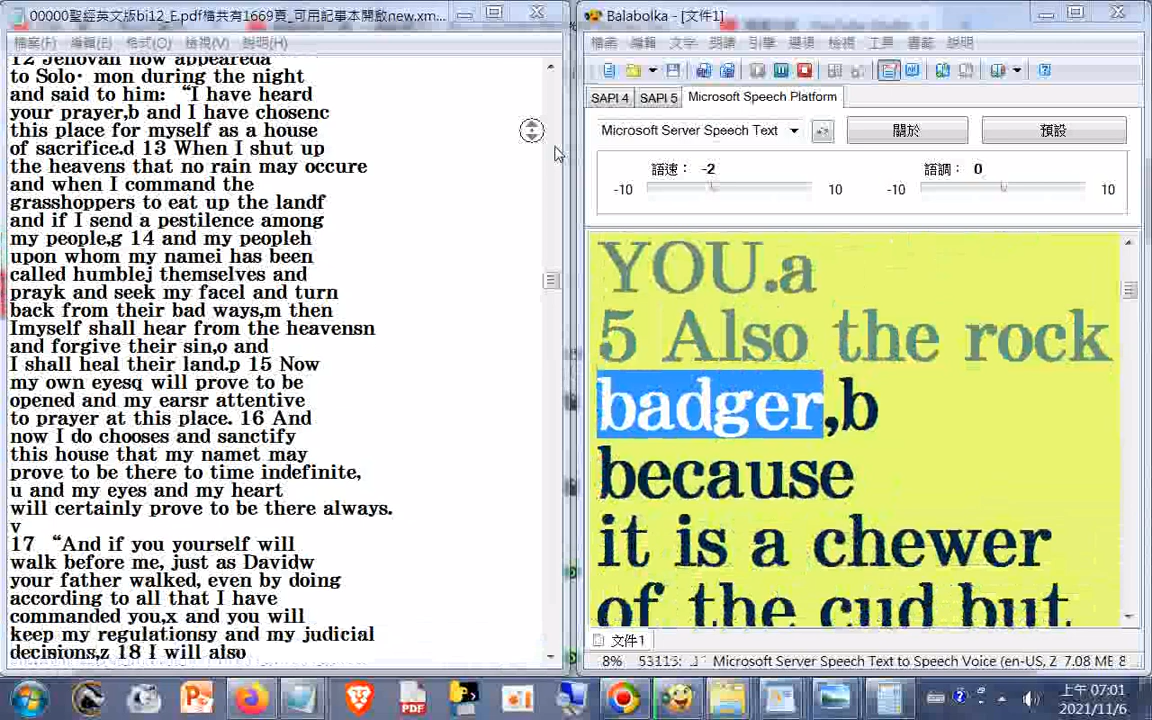 00000聖經英文版bi12_E.pdf檔共有1669頁_可用記事本開啟new.xm...
檔案(F) 編輯(E) 格式(O) 檢視(V) 說明(H)
12 Jehovah now appeareda
to Solo· mon during the night
and said to him: “I have heard
your prayer,b and I have chosenc
this place for myself as a house
of sacrifice.d 13 When I shut up
the heavens that no rain may occure
and when I command the
grasshoppers to eat up the landf
and if I send a pestilence among
my people,g 14 and my peopleh
upon whom my namei has been
called humblej themselves and
prayk and seek my facel and turn
back from their bad ways,m then
Imyself shall hear from the heavensn
and forgive their sin,o and
I shall heal their land.p 15 Now
my own eyesq will prove to be
opened and my earsr attentive
to prayer at this place. 16 And
now I do chooses and sanctify
this house that my namet may
prove to be there to time indefinite,
u and my eyes and my heart
will certainly prove to be there always.
v
17 “And if you yourself will
walk before me, just as Davidw
your father walked, even by doing
according to all that I have
commanded you,x and you will
keep my regulationsy and my judicial
decisions,z 18 I will also
Balabolka - [文件1]
檔案 編輯 文字 朗讀 引擎 選項 檢視 工具 書籤 說明
SAPI 4 SAPI 5 Microsoft Speech Platform
Microsoft Server Speech Text 關於 預設
語速： -2 語調： 0
-10 10 -10 10
YOU.a
5 Also the rock
badger,b
because
it is a chewer
of the cud but
文件1
8% 53115: Microsoft Server Speech Text to Speech Voice (en-US, Z 7.08 MB 8
PDF
上午 07:01
2021/11/6